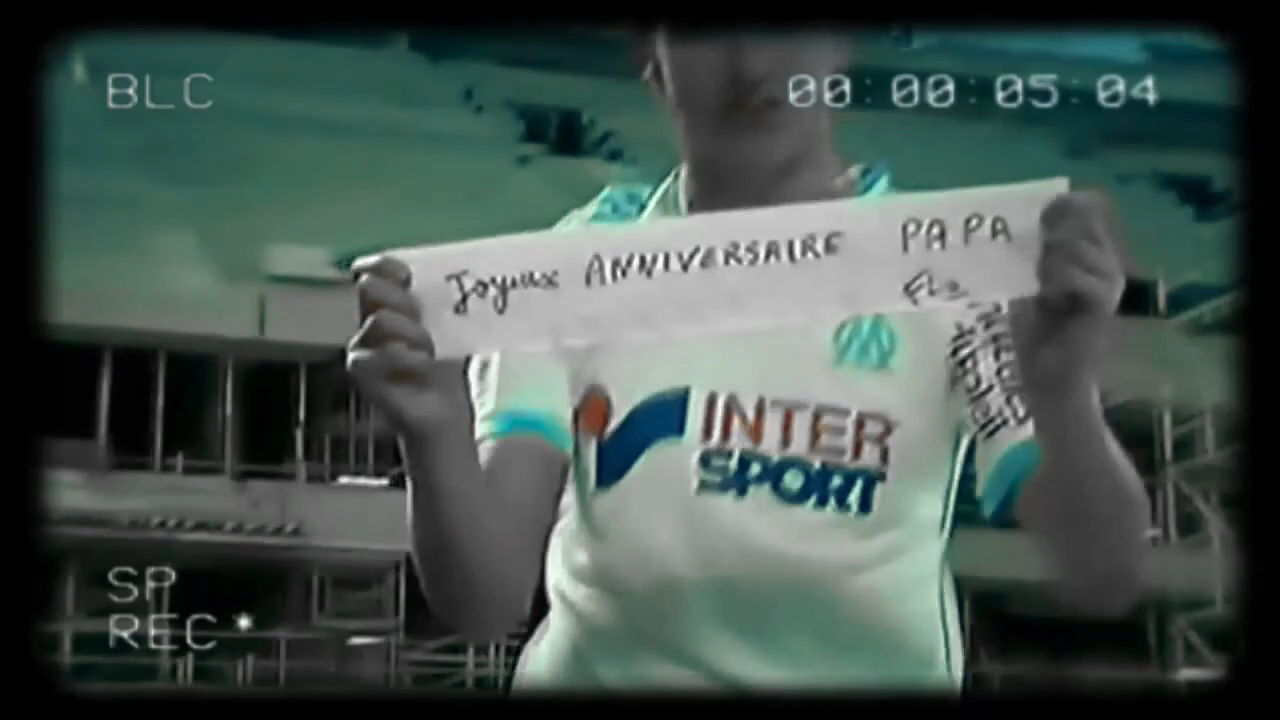 BLC
00:00:05:04
Joyeux ANNIVERSAIRE PAPA
INTER
SPORT
SP
REC*